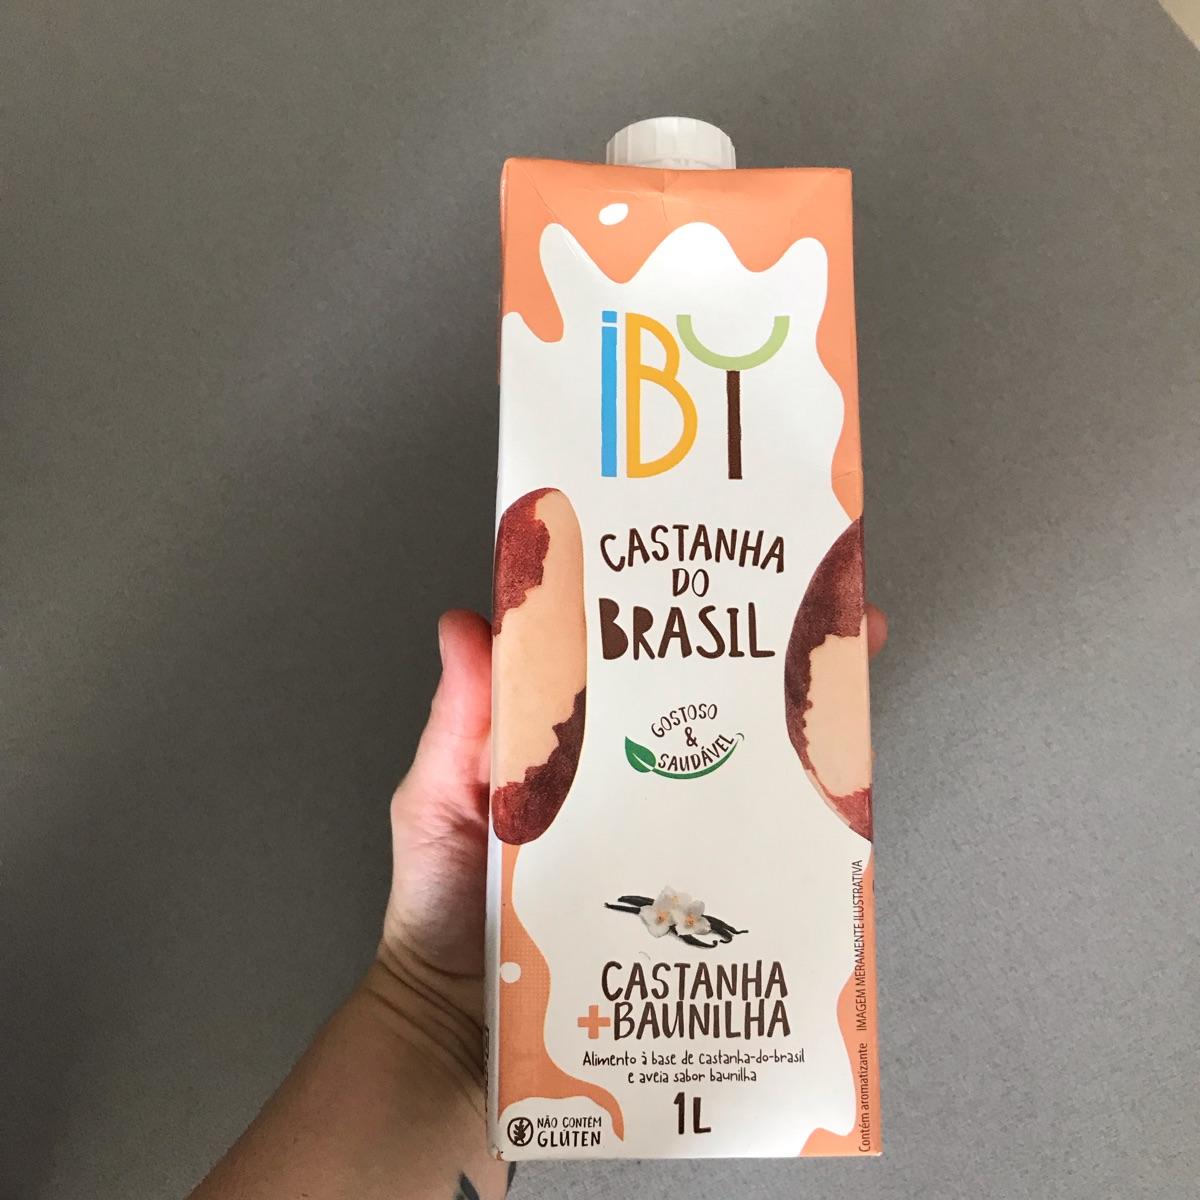 iBY
CASTANHA
DO
BRASIL
GOSTOSO
&
SAUDÁVEL
CASTANHA
+BAUNILHA
Alimento à base de castanha-do-brasil
e aveia sabor baunilha
1L
NÃO CONTÉM
GLÚTEN
Contém aromatizante IMAGEM MERAMENTE ILUSTRATIVA